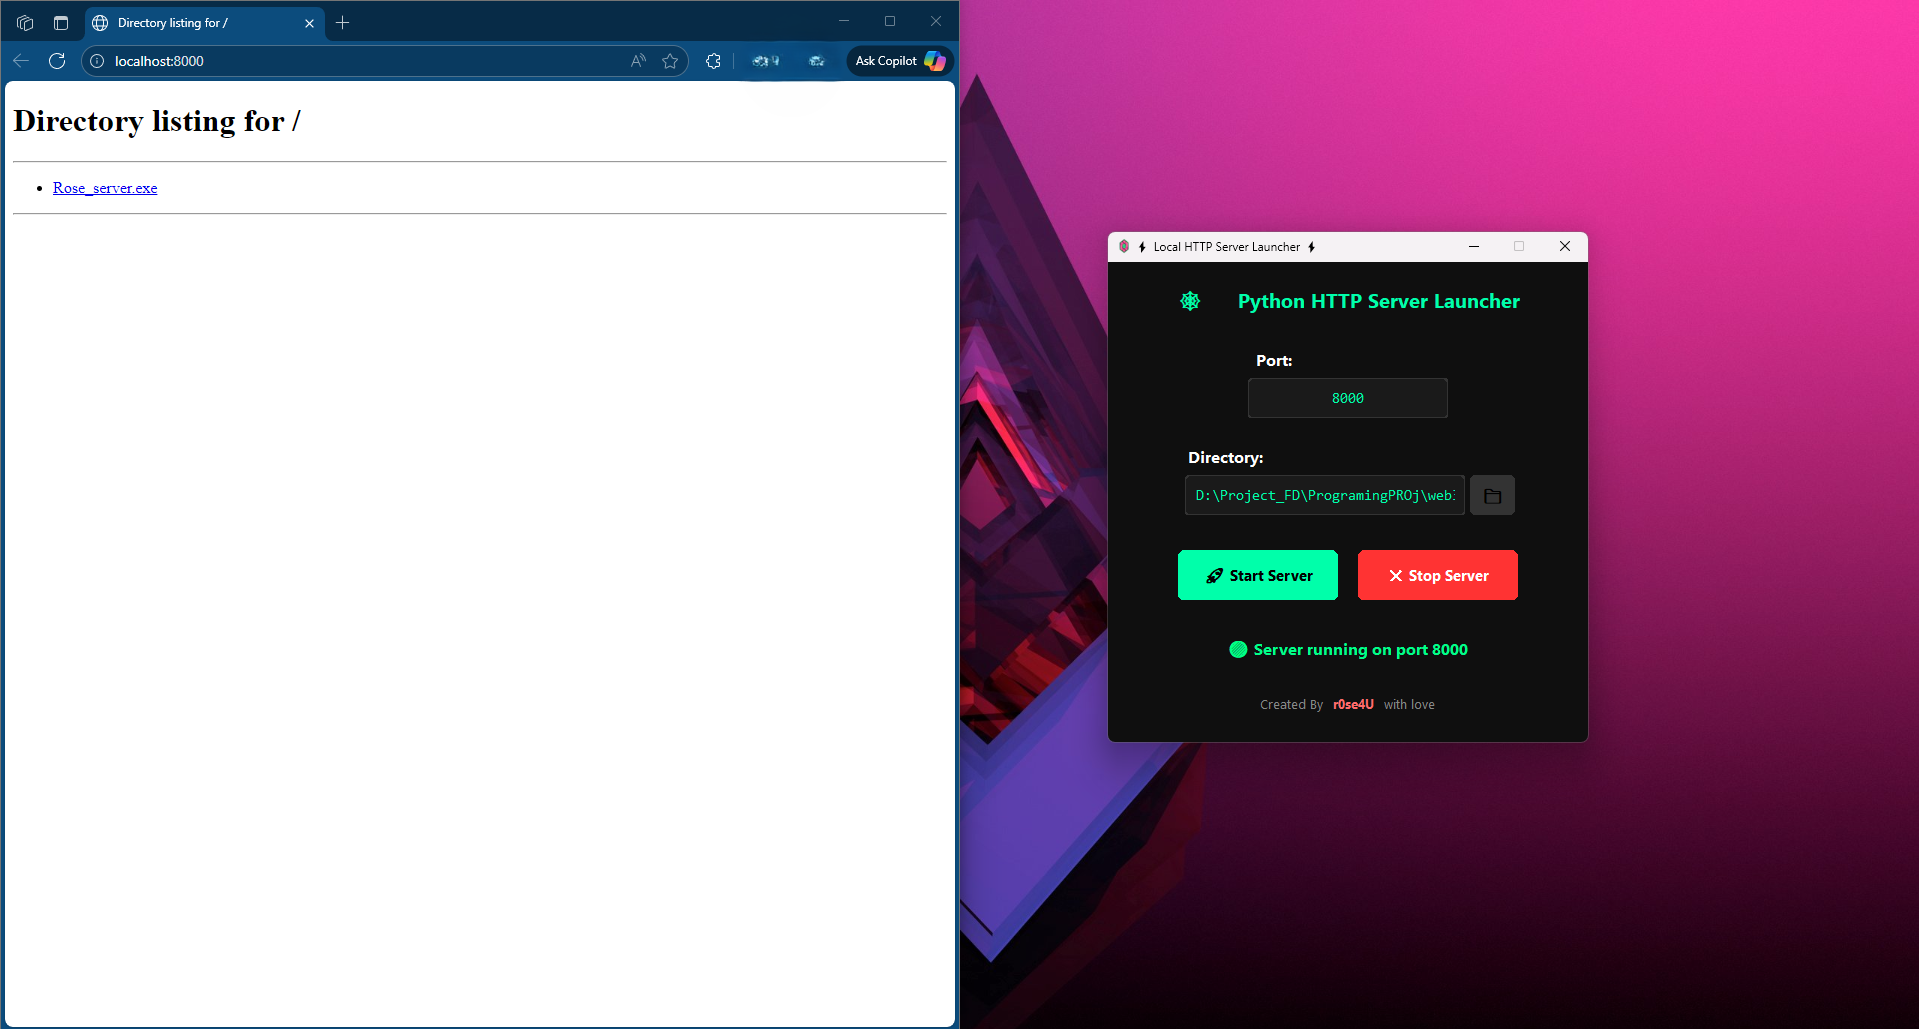 Directory listing for /
localhost:8000
Ask Copilot
Directory listing for /
Rose_server.exe
Local HTTP Server Launcher
Python HTTP Server Launcher
Port:
8000
Directory:
D:\Project_FD\ProgramingPROj\web
Start Server
Stop Server
Server running on port 8000
Created By r0se4U with love